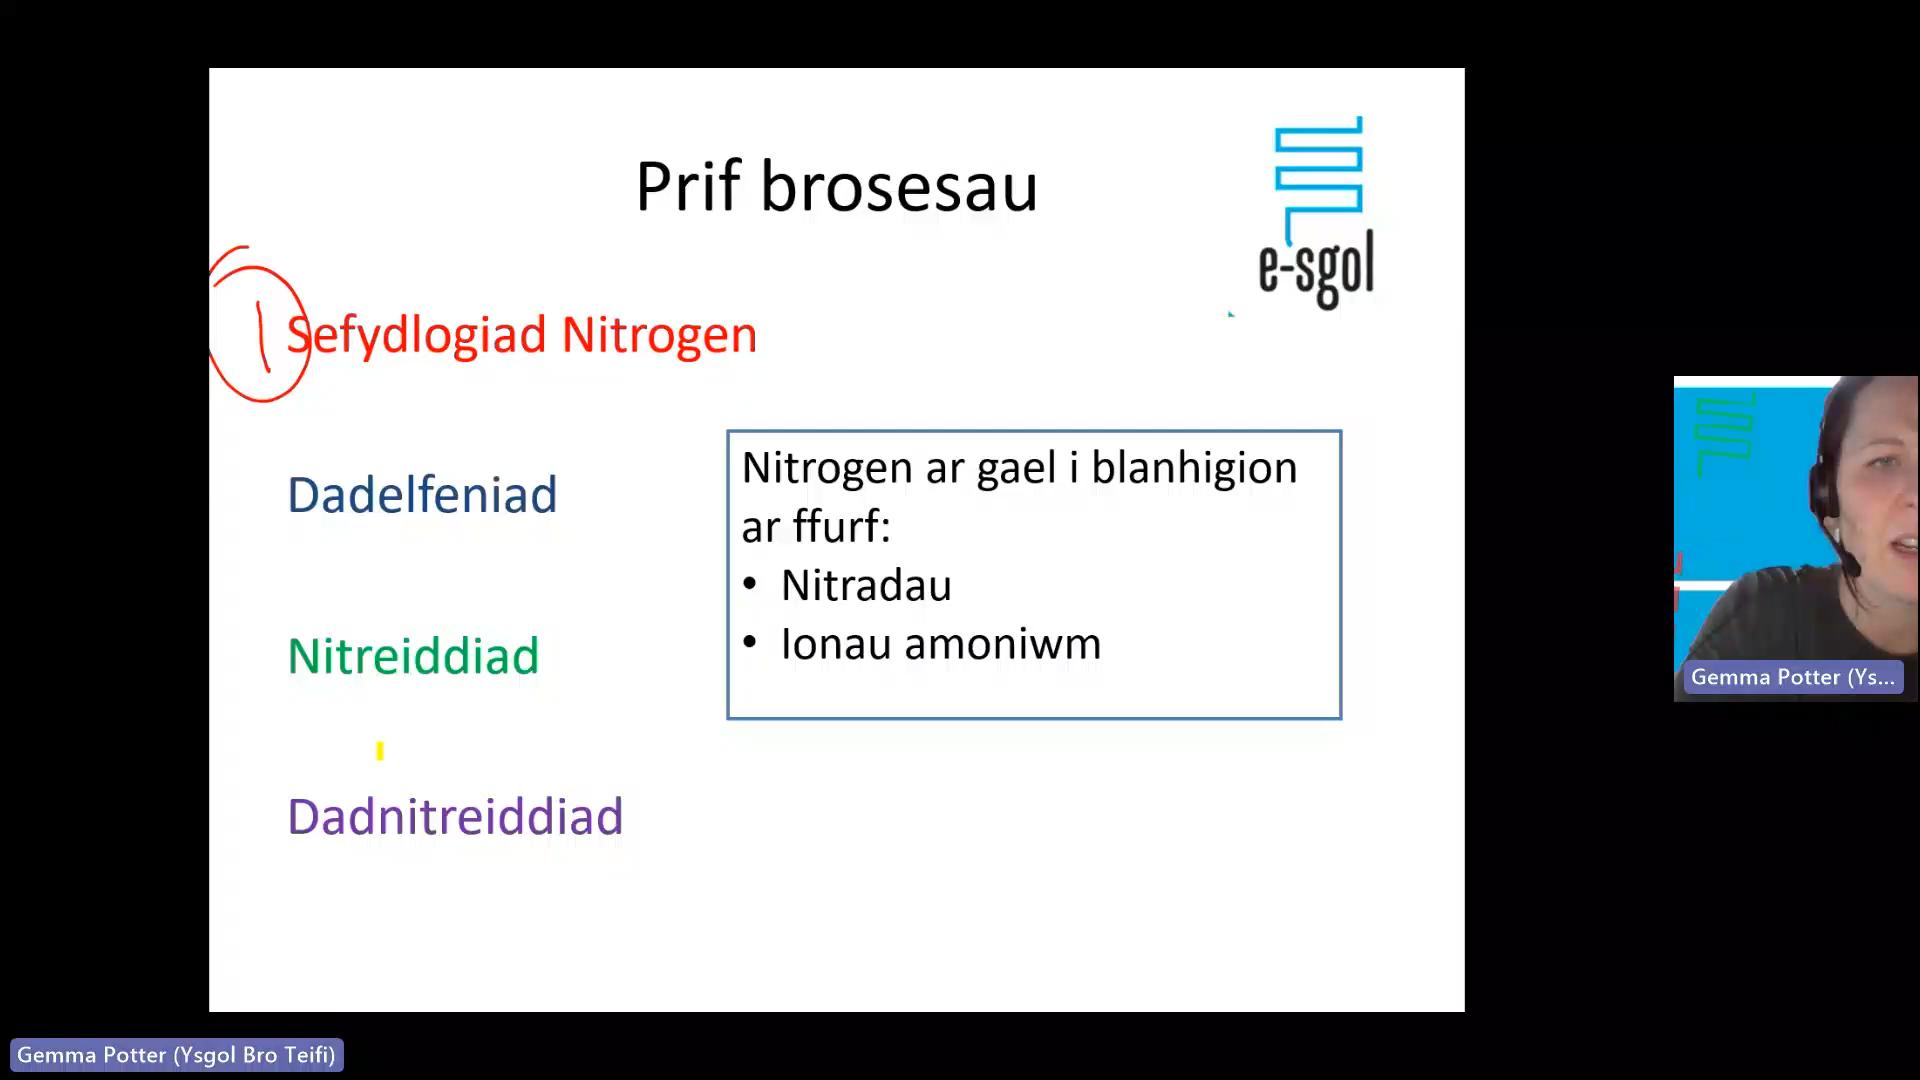 Prif brosesau
e-sgol
1
Sefydlogiad Nitrogen
Dadelfeniad
Nitrogen ar gael i blanhigion
ar ffurf:
• Nitradau
• Ionau amoniwm
Nitreiddiad
Dadnitreiddiad
Gemma Potter (Ys...
Gemma Potter (Ysgol Bro Teifi)